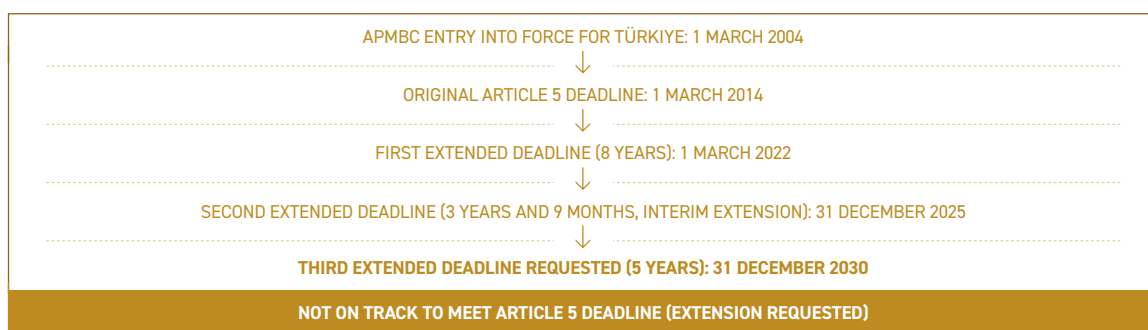 APMBC ENTRY INTO FORCE FOR TÜRKIYE: 1 MARCH 2004
ORIGINAL ARTICLE 5 DEADLINE: 1 MARCH 2014
FIRST EXTENDED DEADLINE (8 YEARS): 1 MARCH 2022
SECOND EXTENDED DEADLINE (3 YEARS AND 9 MONTHS, INTERIM EXTENSION): 31 DECEMBER 2025
THIRD EXTENDED DEADLINE REQUESTED (5 YEARS): 31 DECEMBER 2030
NOT ON TRACK TO MEET ARTICLE 5 DEADLINE (EXTENSION REQUESTED)